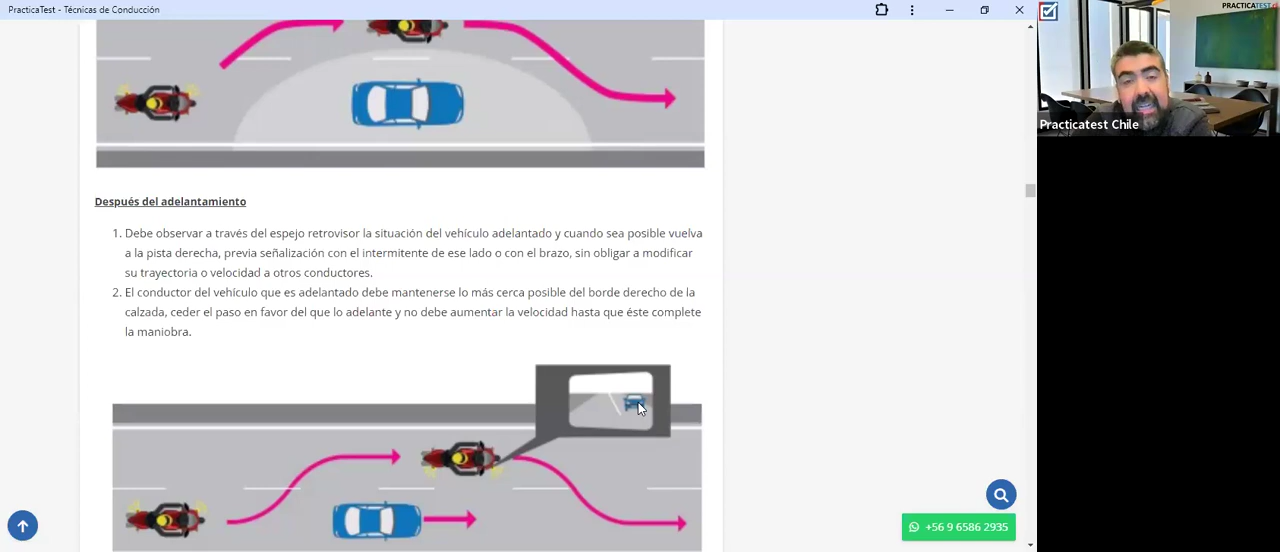 PracticaTest - Técnicas de Conducción
PRACTICATEST
Practicatest Chile
Después del adelantamiento
1. Debe observar a través del espejo retrovisor la situación del vehículo adelantado y cuando sea posible vuelva
a la pista derecha, previa señalización con el intermitente de ese lado o con el brazo, sin obligar a modificar
su trayectoria o velocidad a otros conductores.
2. El conductor del vehículo que es adelantado debe mantenerse lo más cerca posible del borde derecho de la
calzada, ceder el paso en favor del que lo adelante y no debe aumentar la velocidad hasta que éste complete
la maniobra.
+56 9 6586 2935